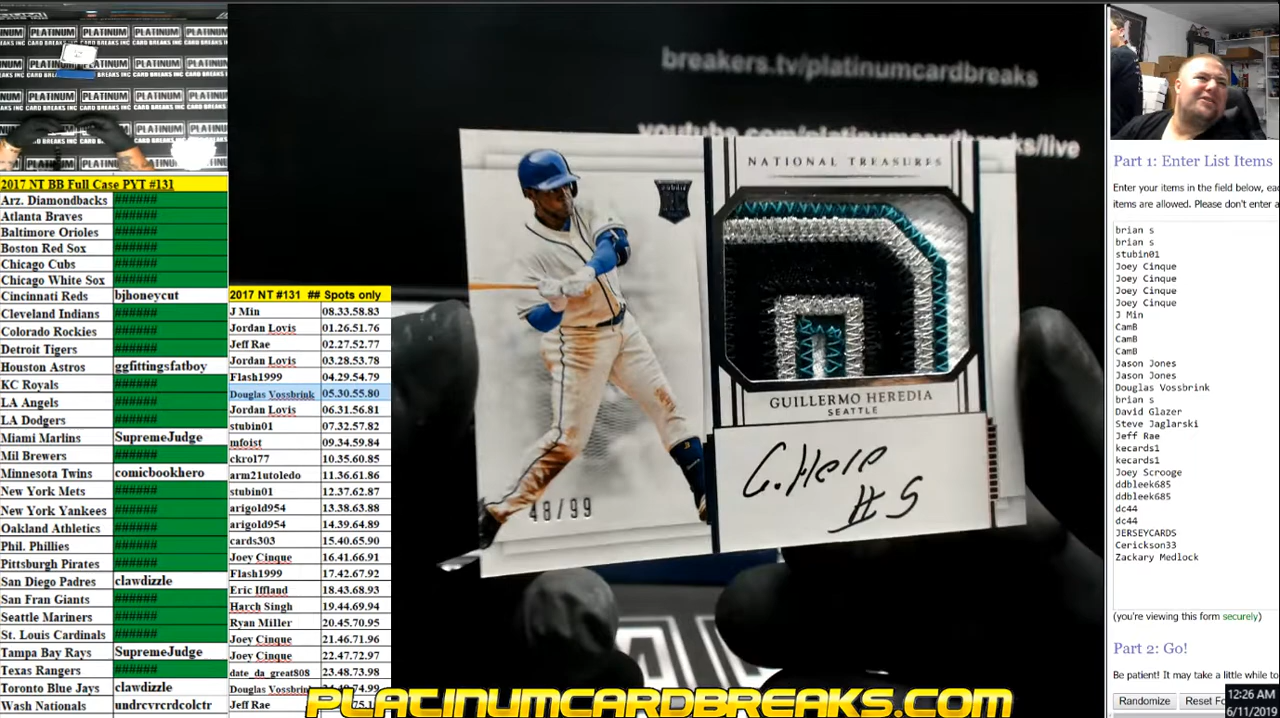 PLATINUM
CARD BREAKS INC
2017 NT BB Full Case PYT #131
Arz. Diamondbacks ######
Atlanta Braves ######
Baltimore Orioles ######
Boston Red Sox ######
Chicago Cubs ######
Chicago White Sox ######
Cincinnati Reds bjhoneycut
Cleveland Indians ######
Colorado Rockies ######
Detroit Tigers ######
Houston Astros ggfittingsfatboy
KC Royals ######
LA Angels ######
LA Dodgers ######
Miami Marlins SupremeJudge
Mil Brewers ######
Minnesota Twins comicbookhero
New York Mets ######
New York Yankees ######
Oakland Athletics ######
Phil. Phillies ######
Pittsburgh Pirates ######
San Diego Padres clawdizzle
San Fran Giants ######
Seattle Mariners ######
St. Louis Cardinals ######
Tampa Bay Rays SupremeJudge
Texas Rangers ######
Toronto Blue Jays clawdizzle
Wash Nationals undrcvrcrdcolctr
2017 NT #131 ## Spots only
J Min 08.33.58.83
Jordan Lovis 01.26.51.76
Jeff Rae 02.27.52.77
Jordan Lovis 03.28.53.78
Flash1999 04.29.54.79
Douglas Vossbrink 05.30.55.80
Jordan Lovis 06.31.56.81
stubin01 07.32.57.82
mfoist 09.34.59.84
ckrol77 10.35.60.85
arm21utoledo 11.36.61.86
stubin01 12.37.62.87
arigold954 13.38.63.88
arigold954 14.39.64.89
cards303 15.40.65.90
Joey Cinque 16.41.66.91
Flash1999 17.42.67.92
Eric Iffland 18.43.68.93
Harch Singh 19.44.69.94
Ryan Miller 20.45.70.95
Joey Cinque 21.46.71.96
Joey Cinque 22.47.72.97
date_da_great808 23.48.73.98
Douglas Vossbrink
Jeff Rae
breakers.tv/platinumcardbreaks
youtube.com/platinumcardbreaks/live
NATIONAL TREASURES
GUILLERMO HEREDIA
SEATTLE
G. Here
#5
48/99
PLATINUMCARDBREAKS.COM
Part 1: Enter List Items
Enter your items in the field below, ea
items are allowed. Please don't enter a
brian s
brian s
stubin01
Joey Cinque
Joey Cinque
Joey Cinque
Joey Cinque
J Min
CamB
CamB
CamB
Jason Jones
Jason Jones
Douglas Vossbrink
brian s
David Glazer
Steve Jaglarski
Jeff Rae
kecards1
kecards1
Joey Scrooge
ddbleek685
ddbleek685
dc44
dc44
JERSEYCARDS
Cerickson33
Zackary Medlock
(you're viewing this form securely)
Part 2: Go!
Be patient! It may take a little while to
Randomize Reset Fo
12:26 AM
6/11/2019